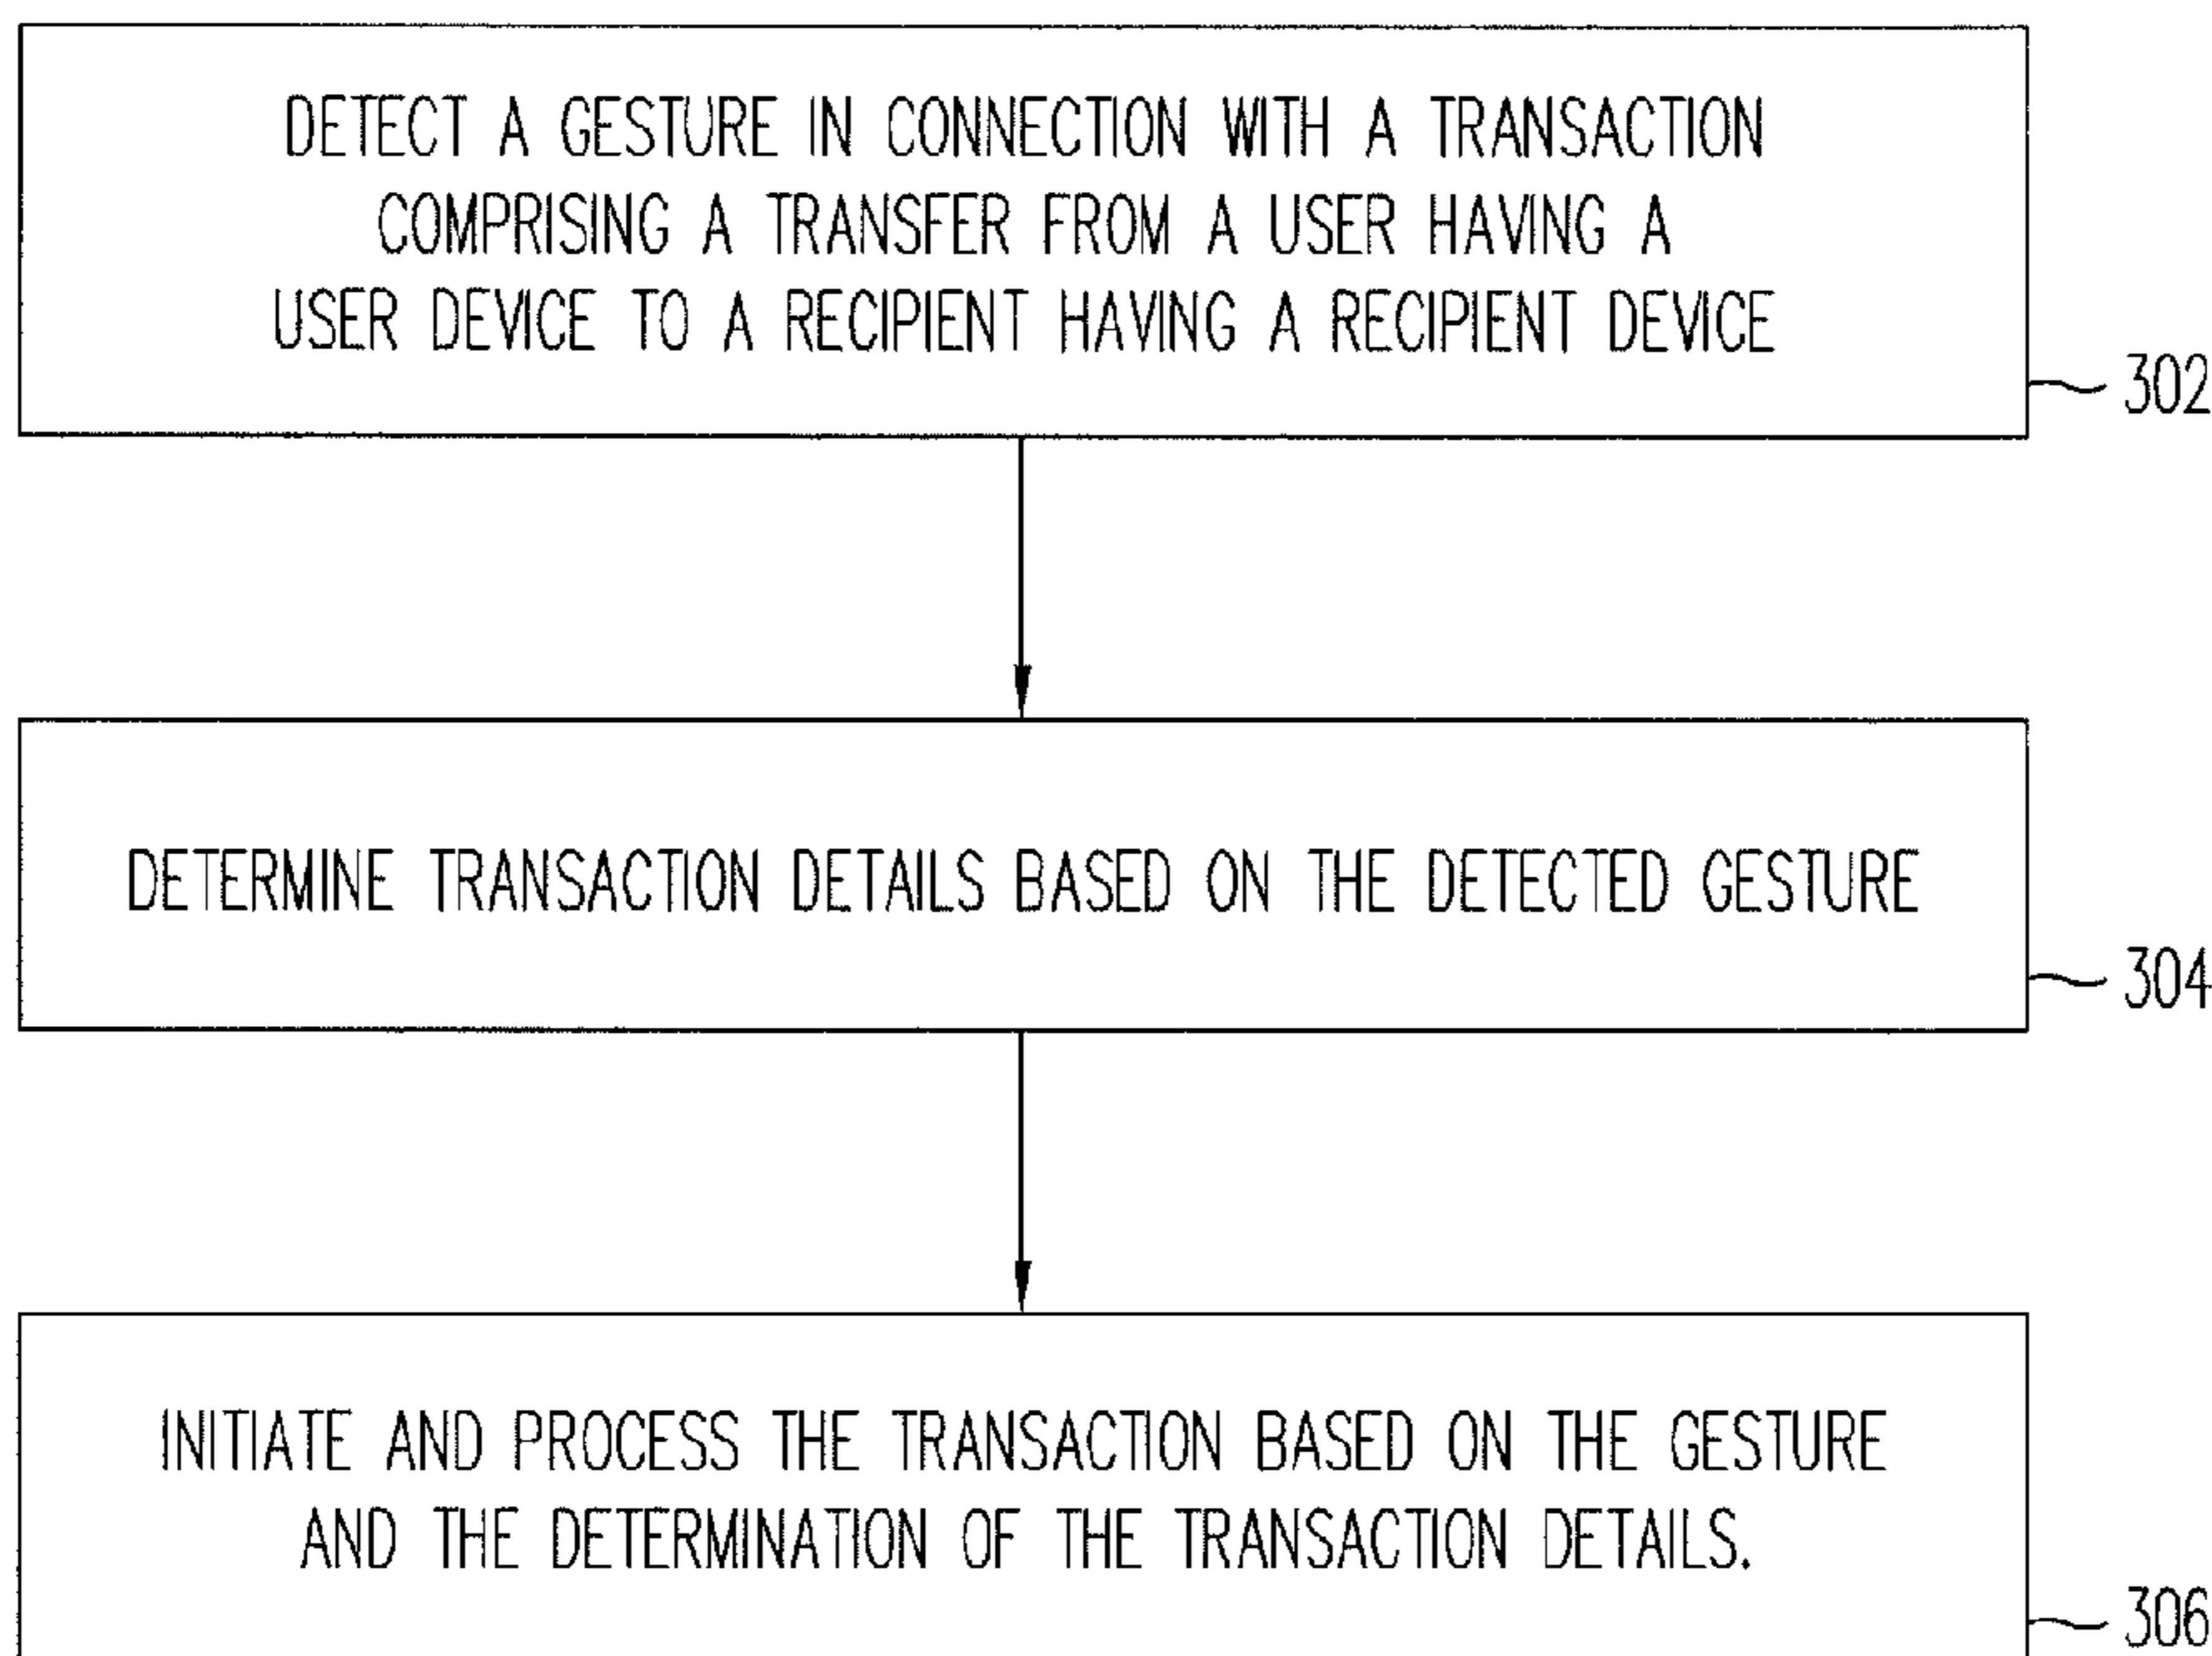 DETECT A GESTURE IN CONNECTION WITH A TRANSACTION
COMPRISING A TRANSFER FROM A USER HAVING A
USER DEVICE TO A RECIPIENT HAVING A RECIPIENT DEVICE
302
DETERMINE TRANSACTION DETAILS BASED ON THE DETECTED GESTURE
304
INITIATE AND PROCESS THE TRANSACTION BASED ON THE GESTURE
AND THE DETERMINATION OF THE TRANSACTION DETAILS.
306